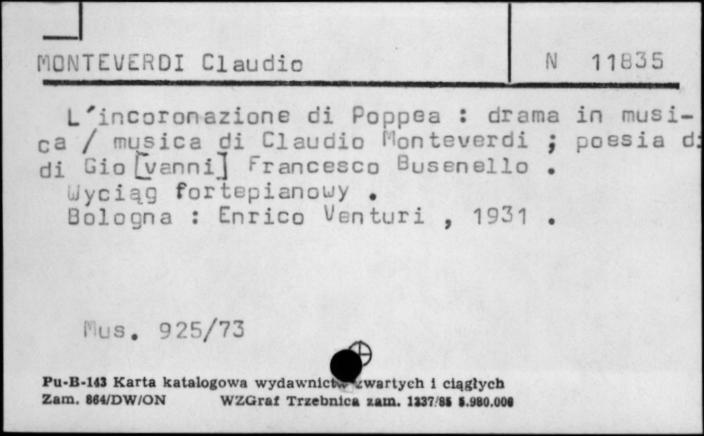 MONTEVERDI Claudio N 11835
L'incoronazione di Poppea : drama in musi-
ca / musica di Claudio Monteverdi ; poesia di
di Gio[vanni] Francesco Busenello .
Wyciąg fortepianowy .
Bologna : Enrico Venturi , 1931 .
Mus. 925/73
Pu-B-143 Karta katalogowa wydawnictw zwartych i ciągłych
Zam. 864/DW/ON WZGraf Trzebnica zam. 1337/85 5.980.000